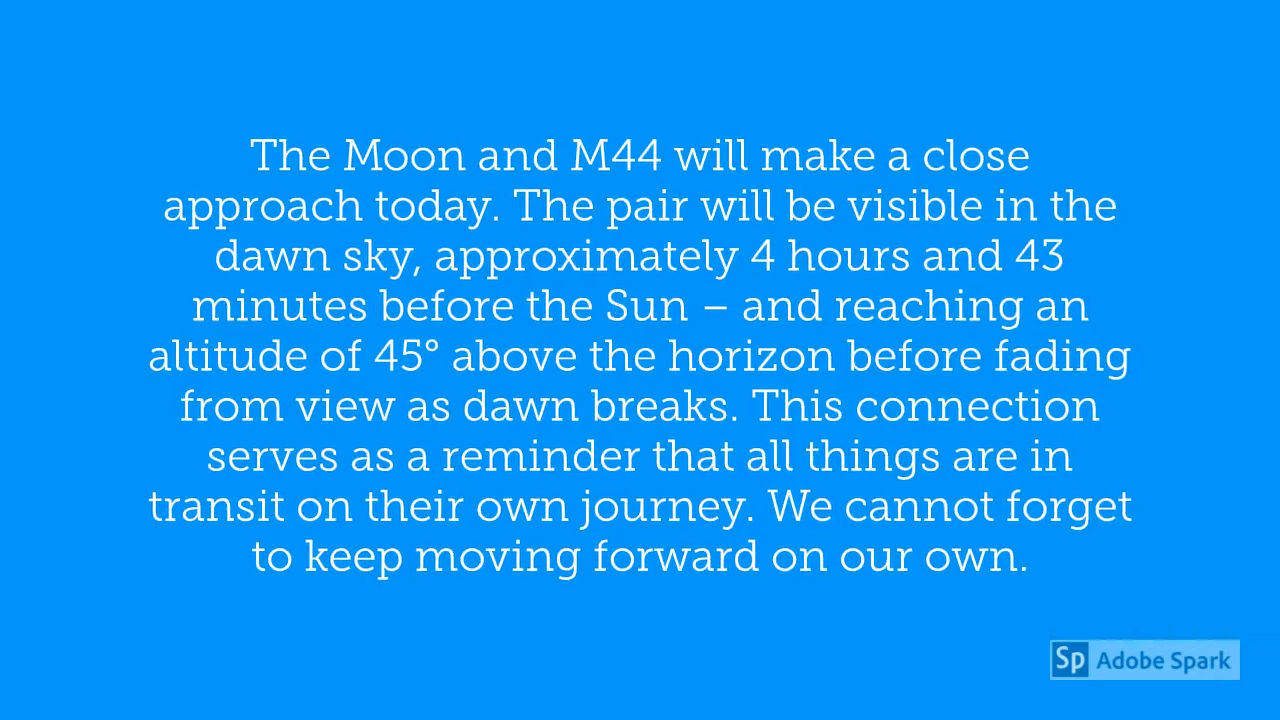 The Moon and M44 will make a close
approach today. The pair will be visible in the
dawn sky, approximately 4 hours and 43
minutes before the Sun – and reaching an
altitude of 45° above the horizon before fading
from view as dawn breaks. This connection
serves as a reminder that all things are in
transit on their own journey. We cannot forget
to keep moving forward on our own.
Sp Adobe Spark